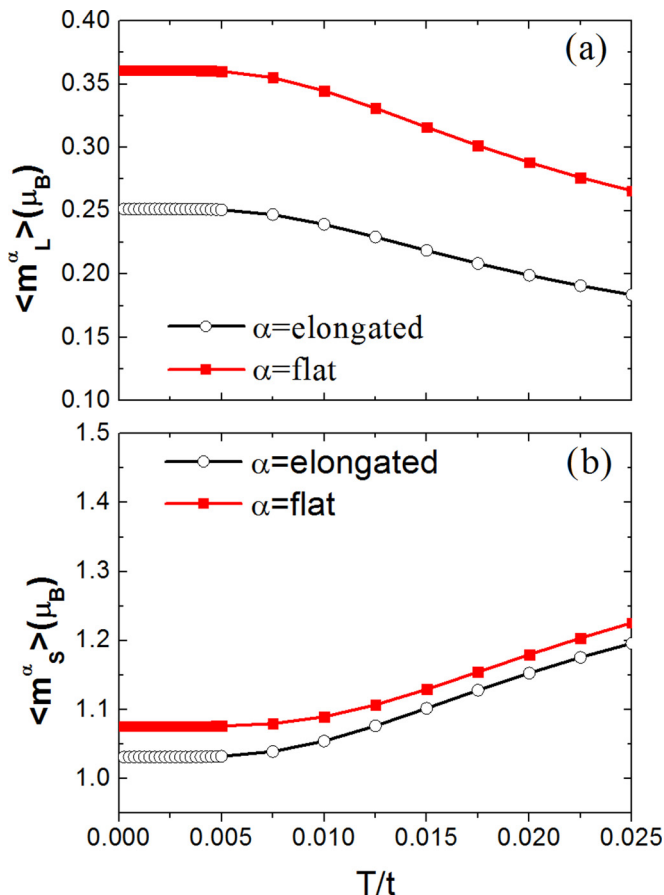 (a)
0.40
0.35
0.30
0.25
0.20
0.15
0.10
<m^α_L>(μ_B)
α=elongated
α=flat
(b)
1.5
1.4
1.3
1.2
1.1
1.0
<m^α_S>(μ_B)
α=elongated
α=flat
0.000 0.005 0.010 0.015 0.020 0.025
T/t